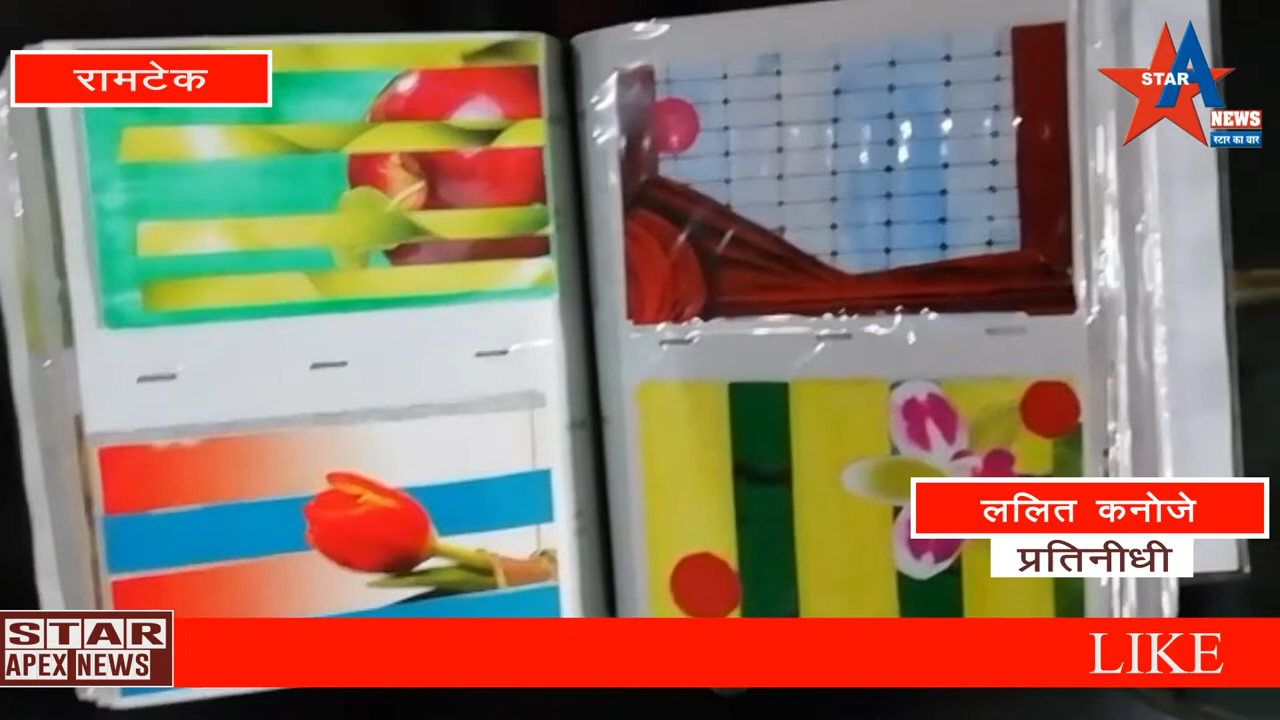 रामटेक
STAR
A
NEWS
स्टार का वार
ललित कनोजे
प्रतिनीधी
STAR
APEX NEWS
LIKE